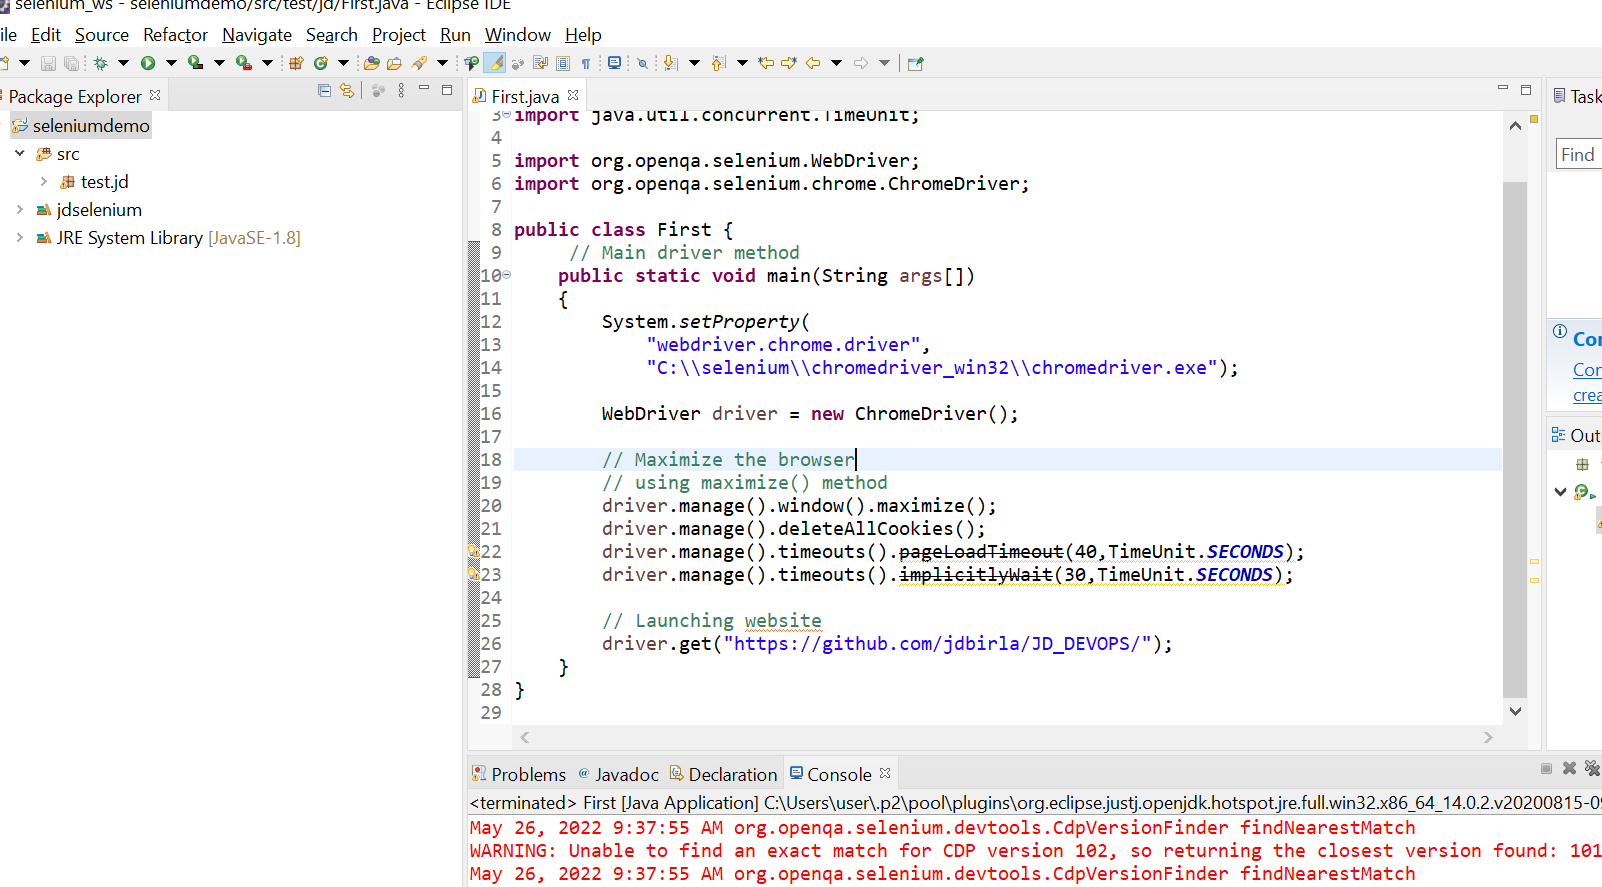 selenium_ws - seleniumdemo/src/test/jd/First.java - Eclipse IDE
ile Edit Source Refactor Navigate Search Project Run Window Help
Package Explorer
seleniumdemo
src
test.jd
jdselenium
JRE System Library [JavaSE-1.8]
First.java
3 import java.util.concurrent.TimeUnit;
4
5 import org.openqa.selenium.WebDriver;
6 import org.openqa.selenium.chrome.ChromeDriver;
7
8 public class First {
9 // Main driver method
10 public static void main(String args[])
11 {
12 System.setProperty(
13 "webdriver.chrome.driver",
14 "C:\\selenium\\chromedriver_win32\\chromedriver.exe");
15
16 WebDriver driver = new ChromeDriver();
17
18 // Maximize the browser
19 // using maximize() method
20 driver.manage().window().maximize();
21 driver.manage().deleteAllCookies();
22 driver.manage().timeouts().pageLoadTimeout(40,TimeUnit.SECONDS);
23 driver.manage().timeouts().implicitlyWait(30,TimeUnit.SECONDS);
24
25 // Launching website
26 driver.get("https://github.com/jdbirla/JD_DEVOPS/");
27 }
28 }
29
Task
Find
Con
Con
crea
Out
Problems @ Javadoc Declaration Console
<terminated> First [Java Application] C:\Users\user\.p2\pool\plugins\org.eclipse.justj.openjdk.hotspot.jre.full.win32.x86_64_14.0.2.v20200815-09
May 26, 2022 9:37:55 AM org.openqa.selenium.devtools.CdpVersionFinder findNearestMatch
WARNING: Unable to find an exact match for CDP version 102, so returning the closest version found: 101
May 26, 2022 9:37:55 AM org.openqa.selenium.devtools.CdpVersionFinder findNearestMatch